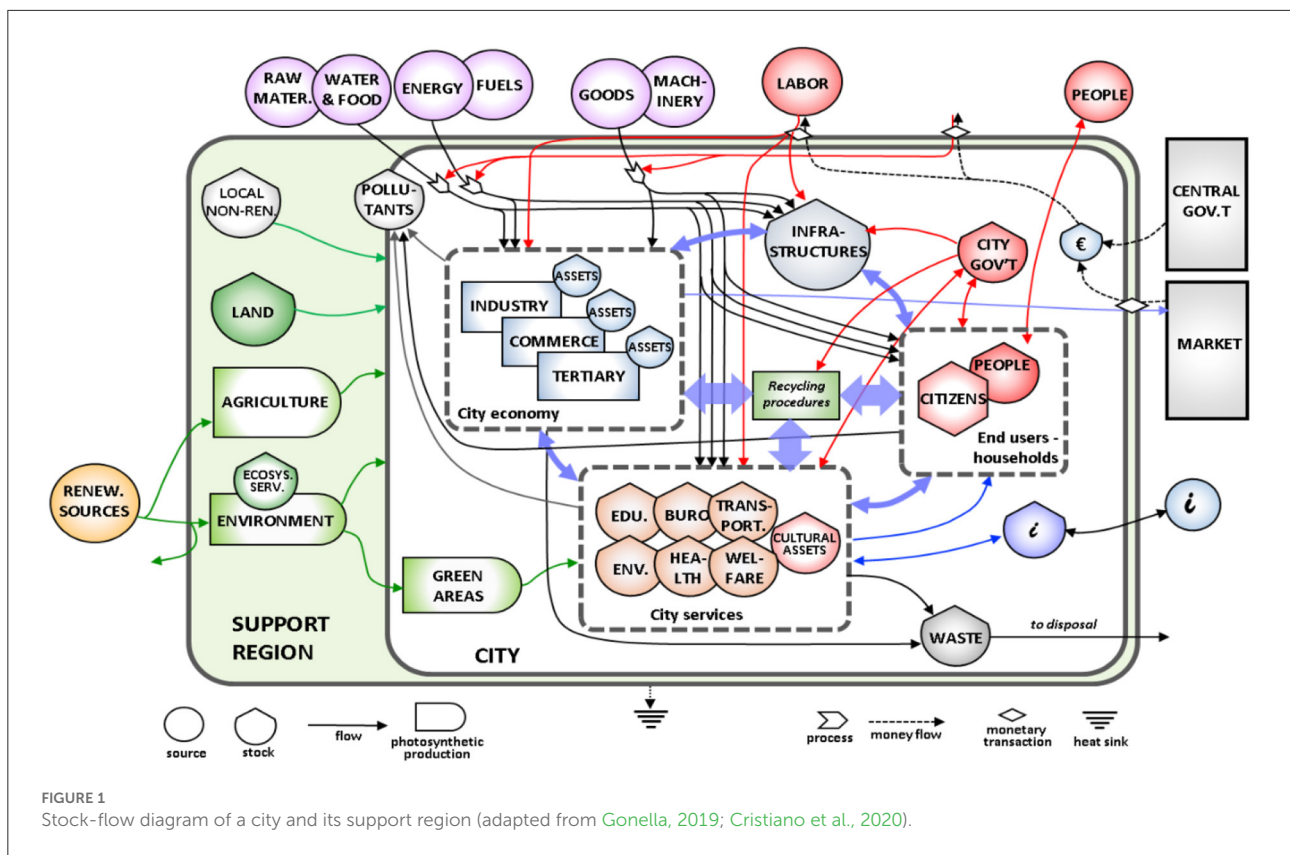 RAW
MATER.
WATER
& FOOD
ENERGY
FUELS
GOODS
MACH-
INERY
LABOR
PEOPLE
LOCAL
NON-REN.
POLLU-
TANTS
INFRA-
STRUCTURES
CITY
GOV'T
€
CENTRAL
GOV.T
LAND
ASSETS
INDUSTRY
ASSETS
COMMERCE
ASSETS
TERTIARY
City economy
Recycling
procedures
PEOPLE
CITIZENS
End users -
households
MARKET
AGRICULTURE
ECOSYS.
SERV.
RENEW.
SOURCES
ENVIRONMENT
GREEN
AREAS
EDU.
BURO
TRANS-
PORT.
CULTURAL
ASSETS
ENV.
HEA-
LTH
WEL-
FARE
City services
i
i
WASTE
to disposal
SUPPORT
REGION
CITY
source
stock
flow
photosynthetic
production
process
money flow
monetary
transaction
heat sink
FIGURE 1
Stock-flow diagram of a city and its support region (adapted from Gonella, 2019; Cristiano et al., 2020).